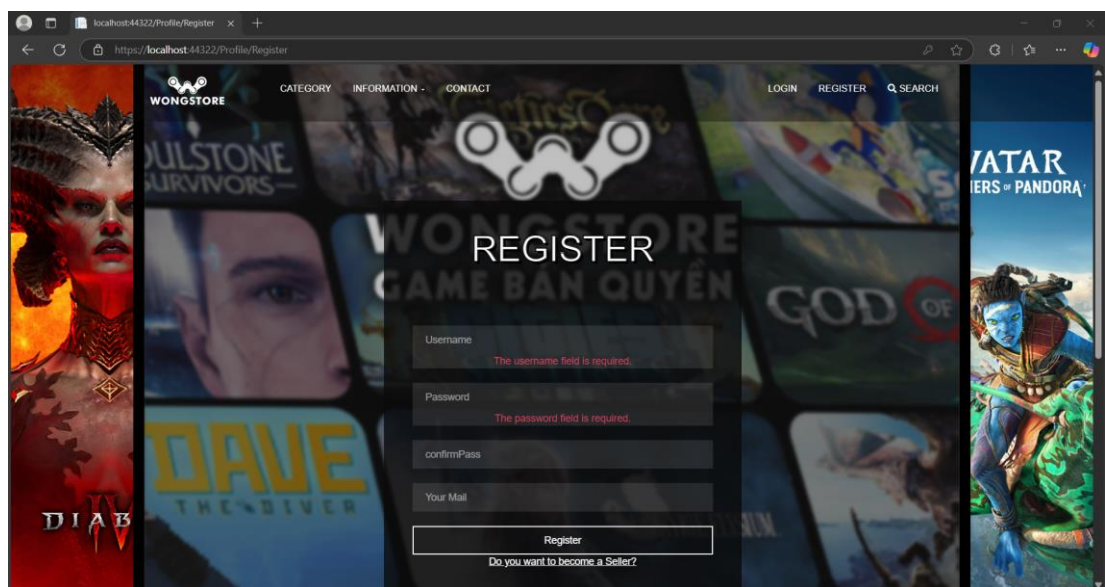 localhost:44322/Profile/Register
https://localhost:44322/Profile/Register
WONGSTORE
CATEGORY INFORMATION CONTACT
LOGIN REGISTER SEARCH
SURVIVORS
WONGSTORE
GAME BẢN QUYỀN
GOD OF
REGISTER
Username
The username field is required.
Password
The password field is required.
confirmPass
Your Mail
Register
Do you want to become a Seller?
DAVE
THE DIVER
DIAB
IV
VATAR
IERS OF PANDORA